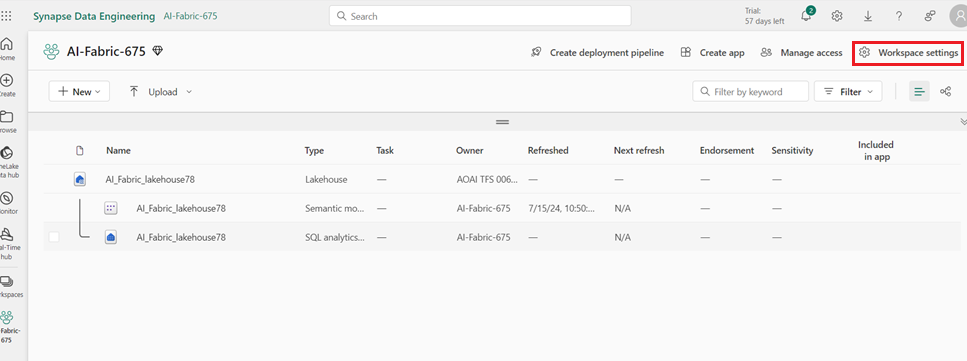 Synapse Data Engineering AI-Fabric-675 Search Trial: 57 days left 2
AI-Fabric-675 Create deployment pipeline Create app Manage access Workspace settings
New Upload Filter by keyword Filter
Name Type Task Owner Refreshed Next refresh Endorsement Sensitivity Included in app
AI_Fabric_lakehouse78 Lakehouse — AOAI TFS 006... — — — —
AI_Fabric_lakehouse78 Semantic mo... — AI-Fabric-675 7/15/24, 10:50:... N/A — —
AI_Fabric_lakehouse78 SQL analytics... — AI-Fabric-675 — N/A — —
Home
Create
rowse
neLake
ata hub
onitor
al-Time
hub
rkspaces
-Fabric-
675